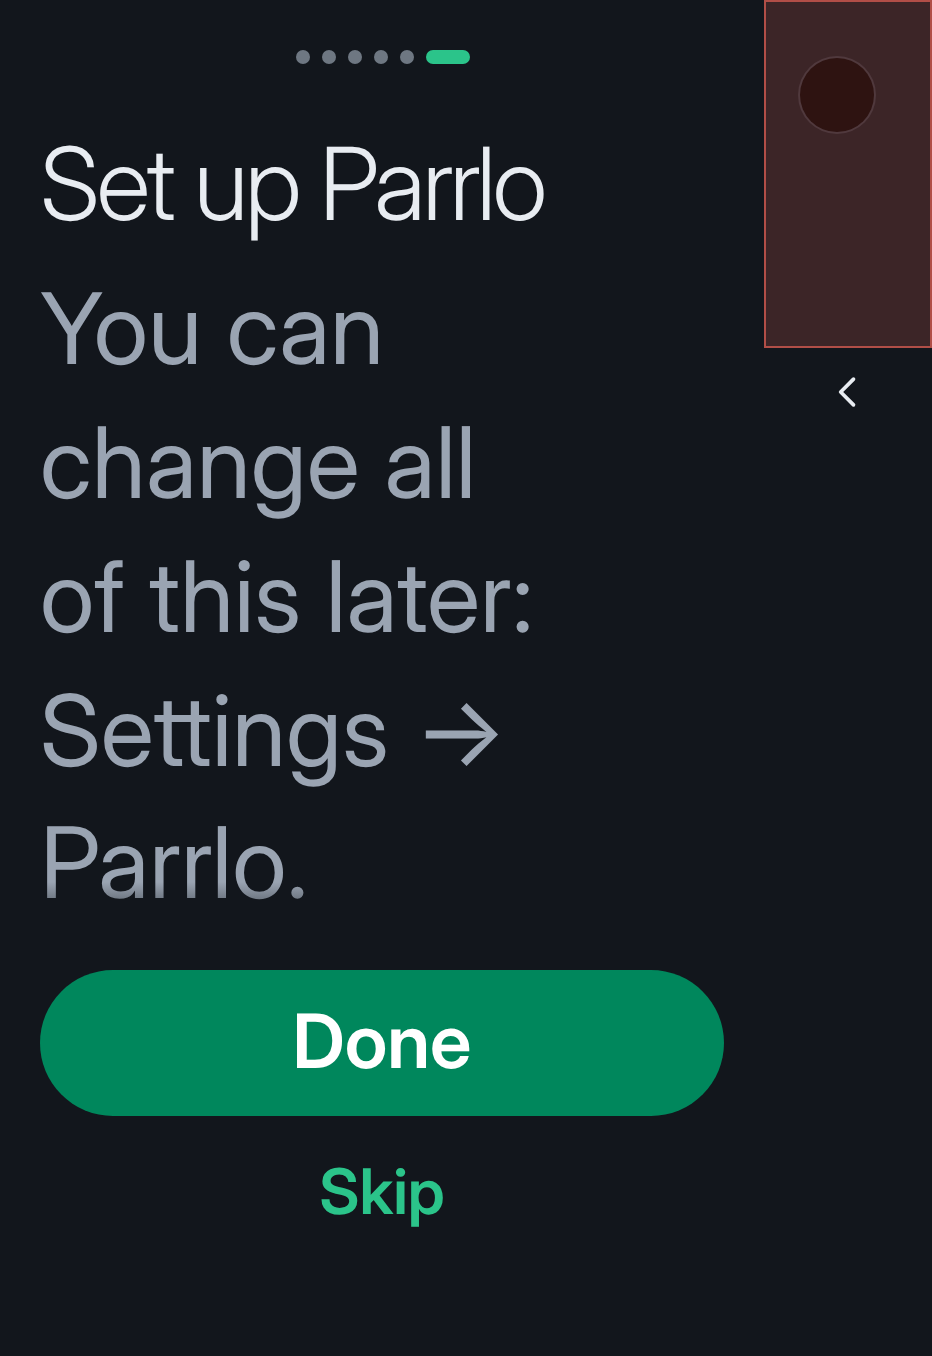 Set up Parrlo
You can
change all
of this later:
Settings →
Parrlo.
Done
Skip